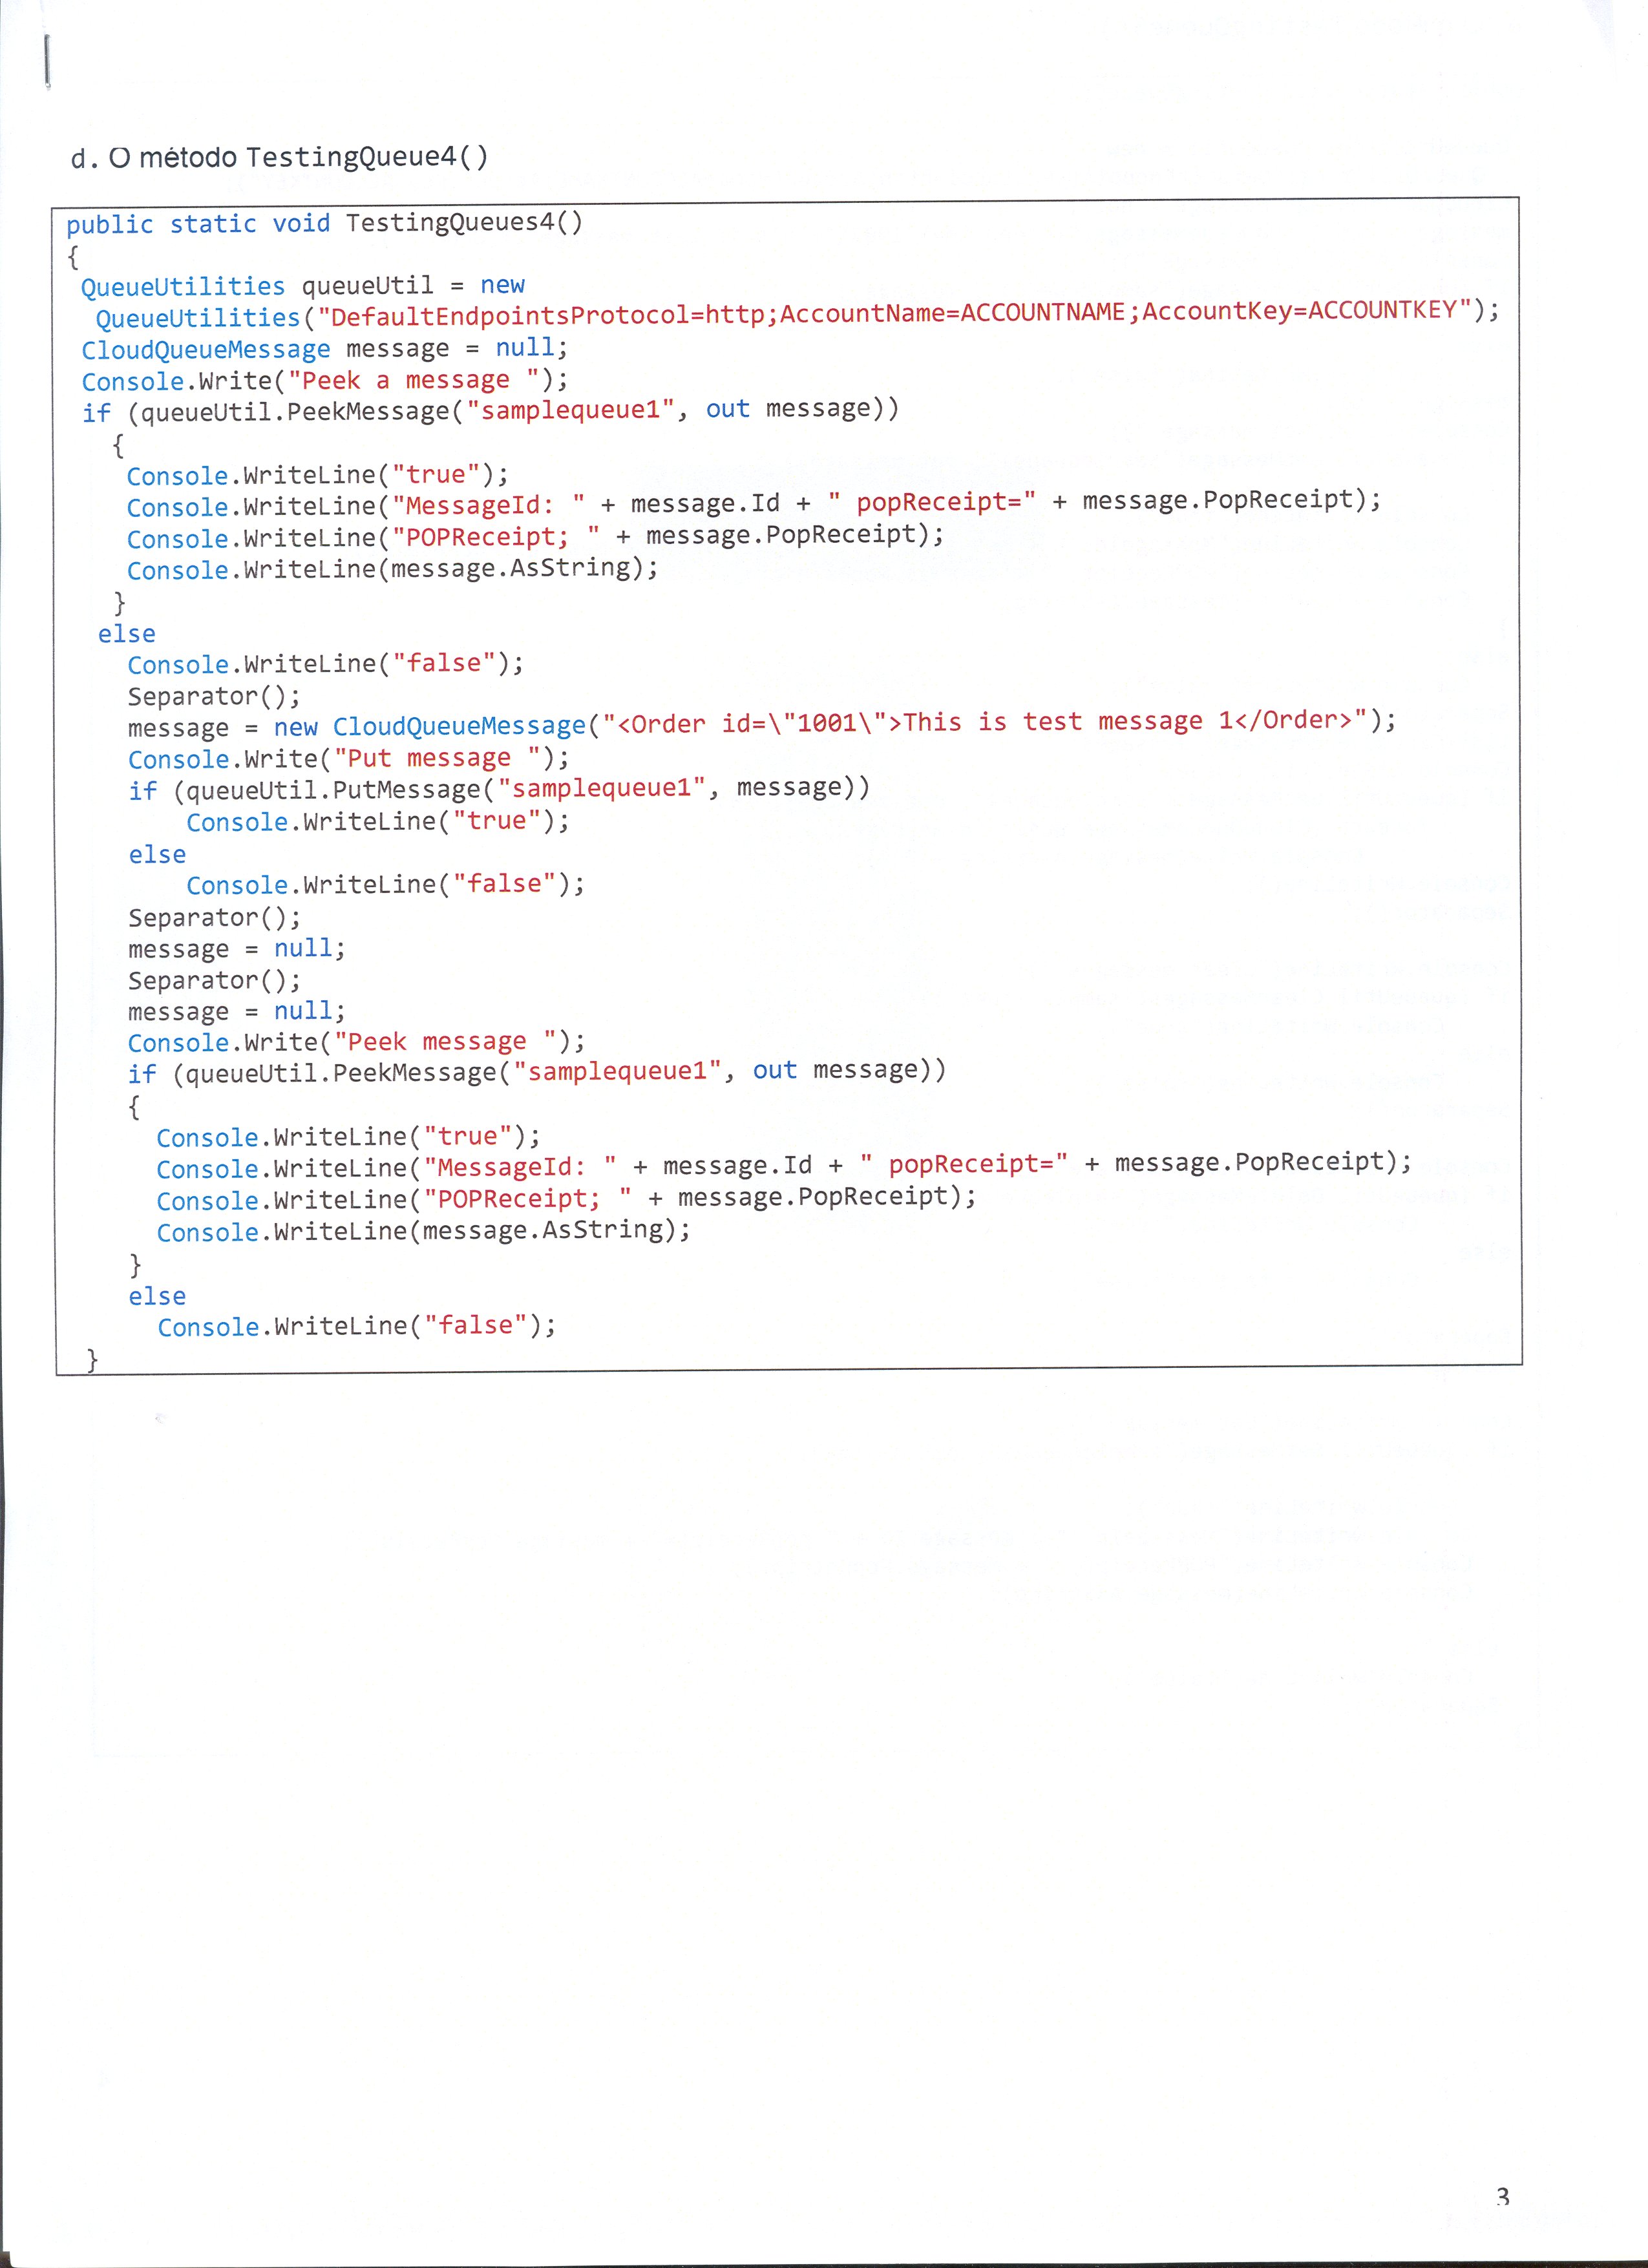 d. O método TestingQueue4()
public static void TestingQueues4()
{
QueueUtilities queueUtil = new
QueueUtilities("DefaultEndpointsProtocol=http;AccountName=ACCOUNTNAME;AccountKey=ACCOUNTKEY");
CloudQueueMessage message = null;
Console.Write("Peek a message ");
if (queueUtil.PeekMessage("samplequeue1", out message))
{
Console.WriteLine("true");
Console.WriteLine("MessageId: " + message.Id + " popReceipt=" + message.PopReceipt);
Console.WriteLine("POPReceipt; " + message.PopReceipt);
Console.WriteLine(message.AsString);
}
else
Console.WriteLine("false");
Separator();
message = new CloudQueueMessage("<Order id=\"1001\">This is test message 1</Order>");
Console.Write("Put message ");
if (queueUtil.PutMessage("samplequeue1", message))
Console.WriteLine("true");
else
Console.WriteLine("false");
Separator();
message = null;
Separator();
message = null;
Console.Write("Peek message ");
if (queueUtil.PeekMessage("samplequeue1", out message))
{
Console.WriteLine("true");
Console.WriteLine("MessageId: " + message.Id + " popReceipt=" + message.PopReceipt);
Console.WriteLine("POPReceipt; " + message.PopReceipt);
Console.WriteLine(message.AsString);
}
else
Console.WriteLine("false");
}
3